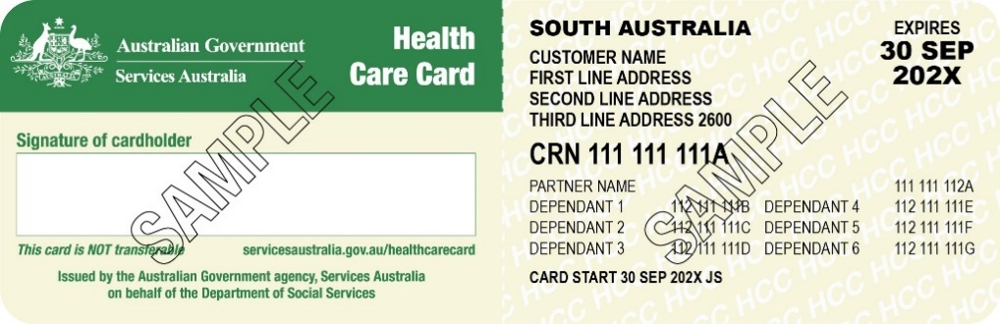 Australian Government
Services Australia
Health
Care Card
Signature of cardholder
SAMPLE
This card is NOT transferable
servicesaustralia.gov.au/healthcarecard
Issued by the Australian Government agency, Services Australia
on behalf of the Department of Social Services
SOUTH AUSTRALIA
EXPIRES
30 SEP
202X
CUSTOMER NAME
FIRST LINE ADDRESS
SECOND LINE ADDRESS
THIRD LINE ADDRESS 2600
CRN 111 111 111A
SAMPLE
PARTNER NAME 111 111 112A
DEPENDANT 1 112 111 111B DEPENDANT 4 112 111 111E
DEPENDANT 2 112 111 111C DEPENDANT 5 112 111 111F
DEPENDANT 3 112 111 111D DEPENDANT 6 112 111 111G
CARD START 30 SEP 202X JS
HCC HCC HCC